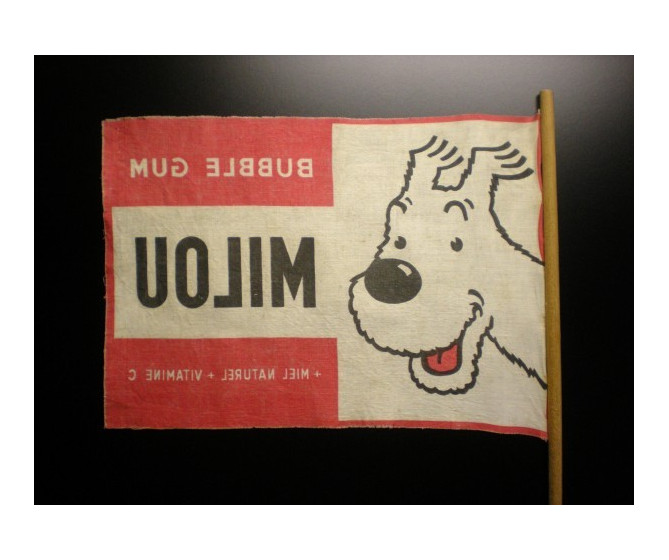 BUBBLE GUM
MILOU
+ MIEL NATUREL + VITAMINE C